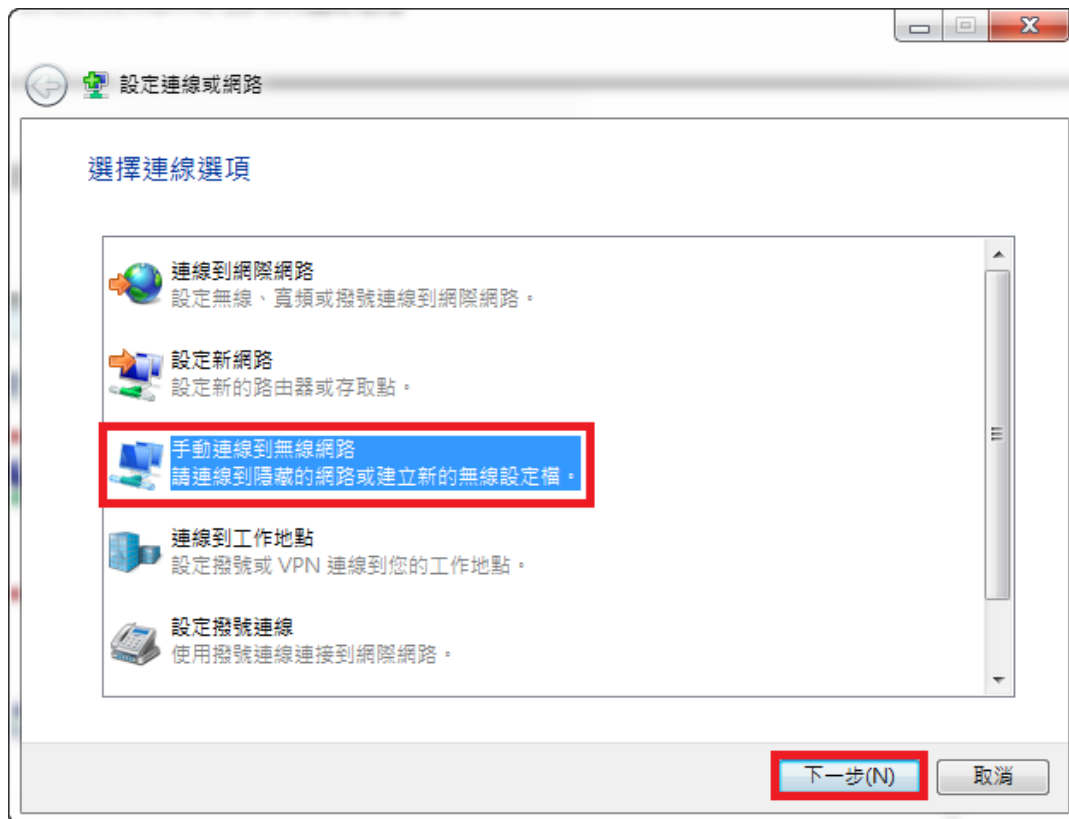 設定連線或網路
選擇連線選項
連線到網際網路
設定無線、寬頻或撥號連線到網際網路。
設定新網路
設定新的路由器或存取點。
手動連線到無線網路
請連線到隱藏的網路或建立新的無線設定檔。
連線到工作地點
設定撥號或 VPN 連線到您的工作地點。
設定撥號連線
使用撥號連線連接到網際網路。
下一步(N)
取消